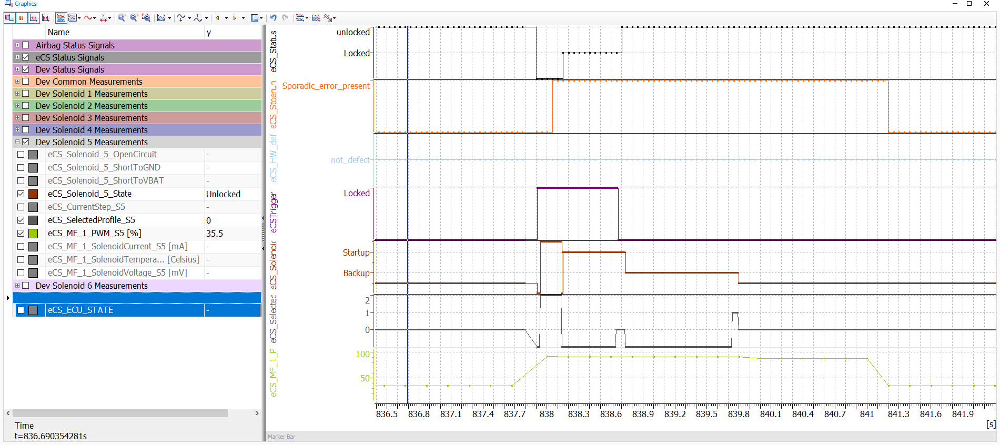 Graphics
Name y
Airbag Status Signals
eCS Status Signals
Dev Status Signals
Dev Common Measurements
Dev Solenoid 1 Measurements
Dev Solenoid 2 Measurements
Dev Solenoid 3 Measurements
Dev Solenoid 4 Measurements
Dev Solenoid 5 Measurements
eCS_Solenoid_5_OpenCircuit -
eCS_Solenoid_5_ShortToGND -
eCS_Solenoid_5_ShortToVBAT -
eCS_Solenoid_5_State Unlocked
eCS_CurrentStep_S5 -
eCS_SelectedProfile_S5 0
eCS_MF_1_PWM_S5 [%] 35.5
eCS_MF_1_SolenoidCurrent_S5 [mA] -
eCS_MF_1_SolenoidTempera... [Celsius] -
eCS_MF_1_SolenoidVoltage_S5 [mV] -
Dev Solenoid 6 Measurements
eCS_ECU_STATE -
Time
t=836.690354281s
eCS_Status
unlocked
Locked
eCS_Stoerun
Sporadic_error_present
eCS_HW_def
not_defect
eCSTrigger
Locked
eCS_Solenoid
Startup
Backup
eCS_Selectec
2
1
0
eCS_MF_1_P
100
50
836.5 836.8 837.1 837.4 837.7 838 838.3 838.6 838.9 839.2 839.5 839.8 840.1 840.4 840.7 841 841.3 841.6 841.9
[s]
Marker Bar